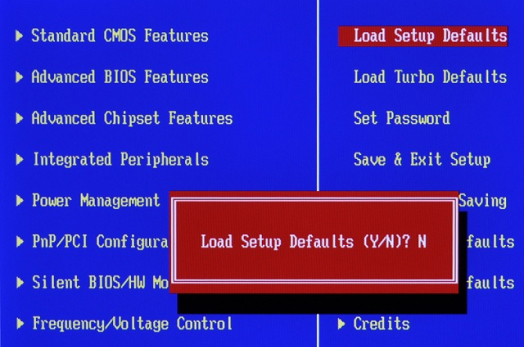 Standard CMOS Features
Advanced BIOS Features
Advanced Chipset Features
Integrated Peripherals
Power Management
PnP/PCI Configura
Silent BIOS/HW Mo
Frequency/Voltage Control
Load Setup Defaults
Load Turbo Defaults
Set Password
Save & Exit Setup
Saving
faults
faults
Credits
Load Setup Defaults (Y/N)? N